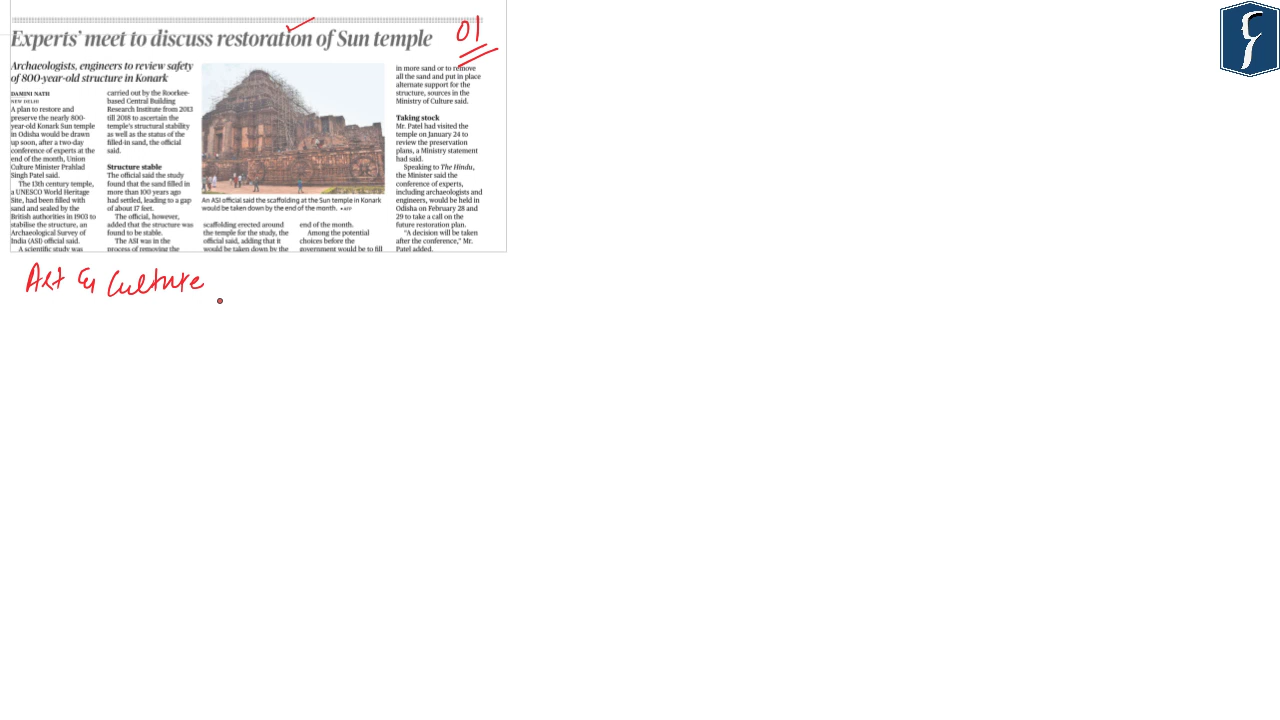 Experts' meet to discuss restoration of Sun temple
01
Archaeologists, engineers to review safety
of 800-year-old structure in Konark
DAMINI NATH
NEW DELHI
A plan to restore and
preserve the nearly 800-
year-old Konark Sun temple
in Odisha would be drawn
up soon, after a two-day
conference of experts at the
end of the month, Union
Culture Minister Prahlad
Singh Patel said.
The 13th century temple,
a UNESCO World Heritage
Site, had been filled with
sand and sealed by the
British authorities in 1903 to
stabilise the structure, an
Archaeological Survey of
India (ASI) official said.
A scientific study was
carried out by the Roorkee-
based Central Building
Research Institute from 2013
till 2018 to ascertain the
temple's structural stability
as well as the status of the
filled-in sand, the official
said.
Structure stable
The official said the study
found that the sand filled in
more than 100 years ago
had settled, leading to a gap
of about 17 feet.
The official, however,
added that the structure was
found to be stable.
The ASI was in the
process of removing the
An ASI official said the scaffolding at the Sun temple in Konark
would be taken down by the end of the month. •AFP
scaffolding erected around
the temple for the study, the
official said, adding that it
would be taken down by the
end of the month.
Among the potential
choices before the
government would be to fill
in more sand or to remove
all the sand and put in place
alternate support for the
structure, sources in the
Ministry of Culture said.
Taking stock
Mr. Patel had visited the
temple on January 24 to
review the preservation
plans, a Ministry statement
had said.
Speaking to The Hindu,
the Minister said the
conference of experts,
including archaeologists and
engineers, would be held in
Odisha on February 28 and
29 to take a call on the
future restoration plan.
"A decision will be taken
after the conference," Mr.
Patel added.
Art & Culture